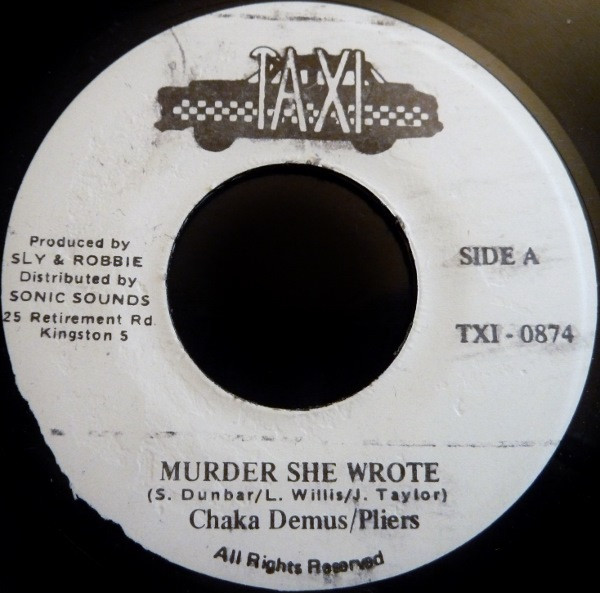 TAXI
Produced by
SLY & ROBBIE
Distributed by
SONIC SOUNDS
25 Retirement Rd
Kingston 5
SIDE A
TXI - 0874
MURDER SHE WROTE
(S. Dunbar/L. Willis/J. Taylor)
Chaka Demus/Pliers
All Rights Reserved